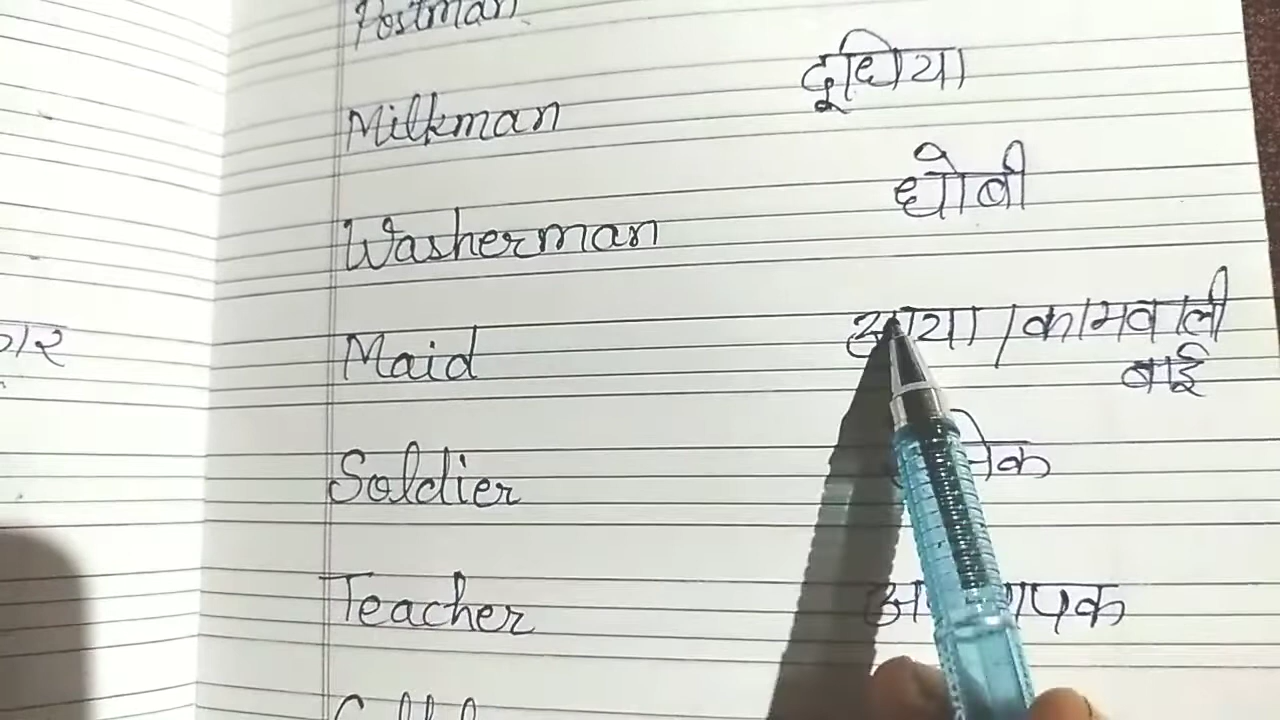 Postman
Milkman दूधिया
Washerman धोबी
Maid आया / कामवाली
बाई
Soldier
Teacher